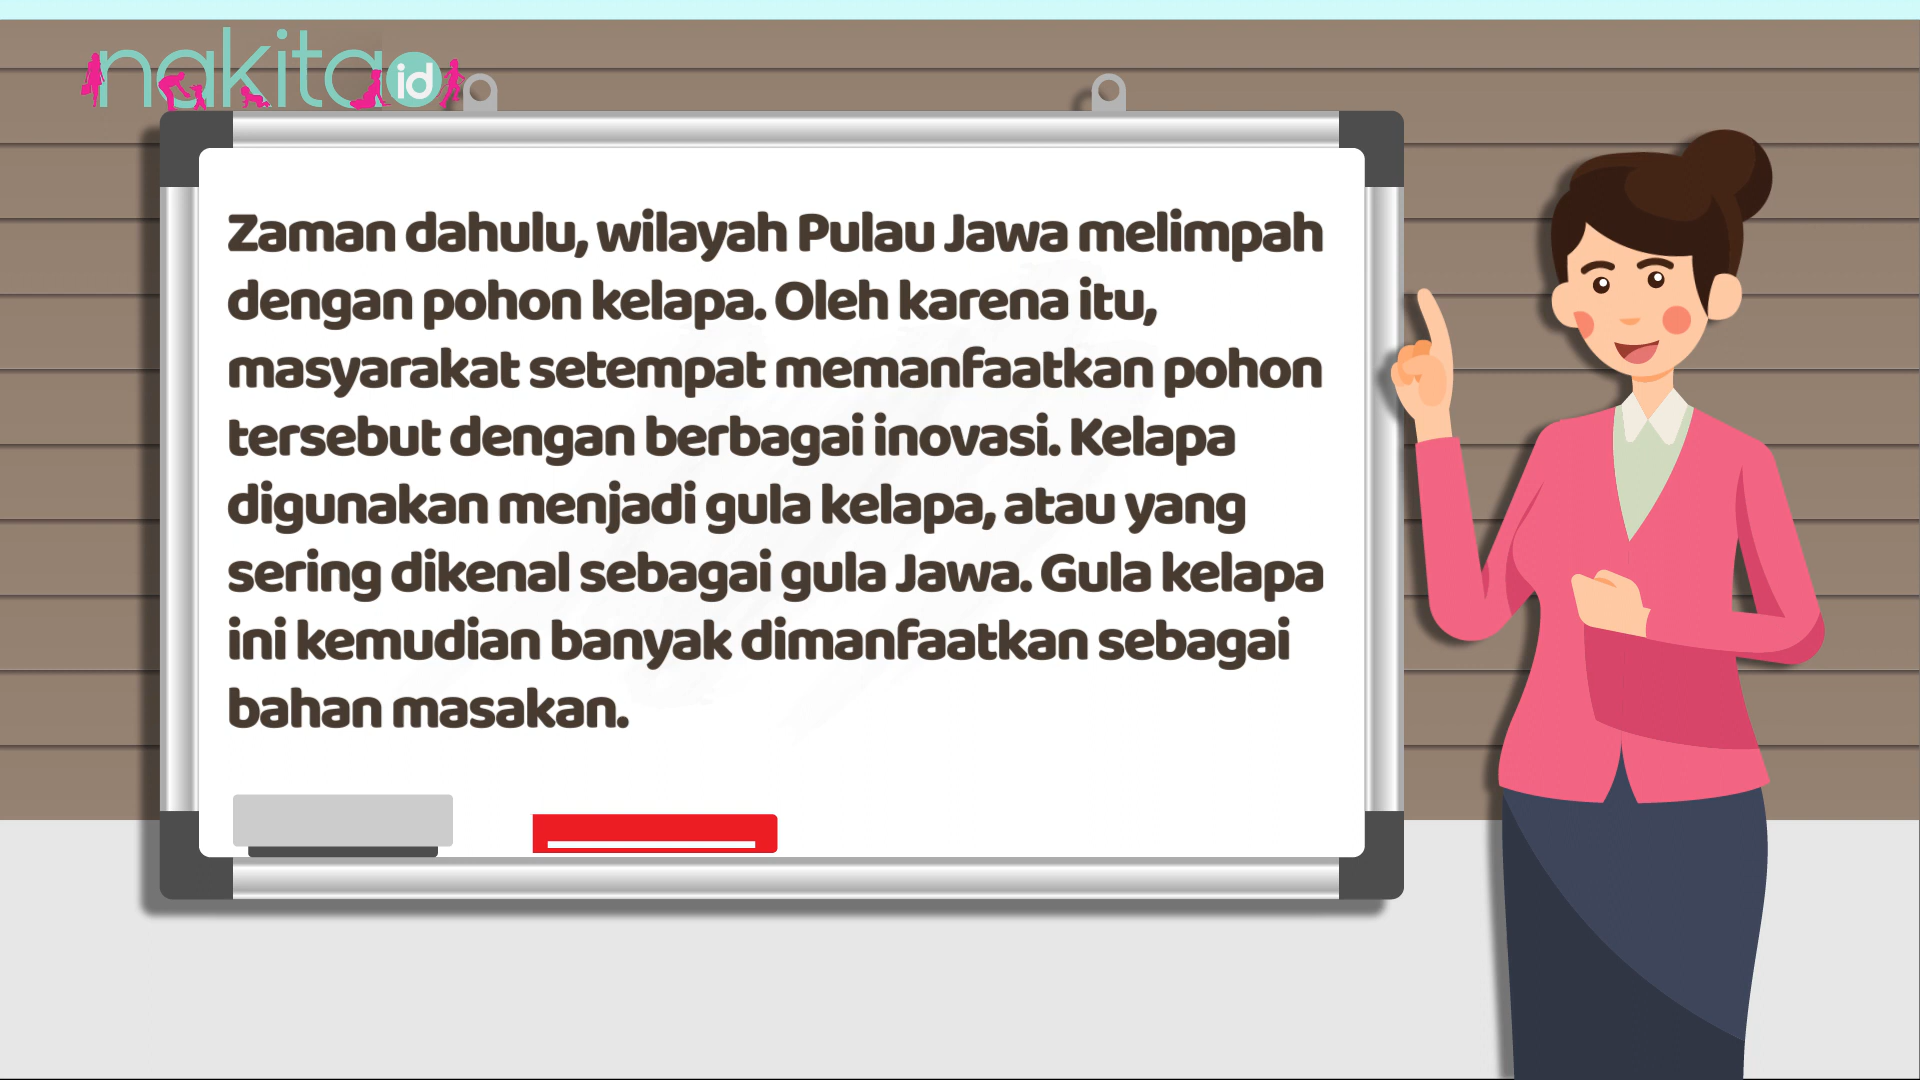 nakita id
Zaman dahulu, wilayah Pulau Jawa melimpah
dengan pohon kelapa. Oleh karena itu,
masyarakat setempat memanfaatkan pohon
tersebut dengan berbagai inovasi. Kelapa
digunakan menjadi gula kelapa, atau yang
sering dikenal sebagai gula Jawa. Gula kelapa
ini kemudian banyak dimanfaatkan sebagai
bahan masakan.